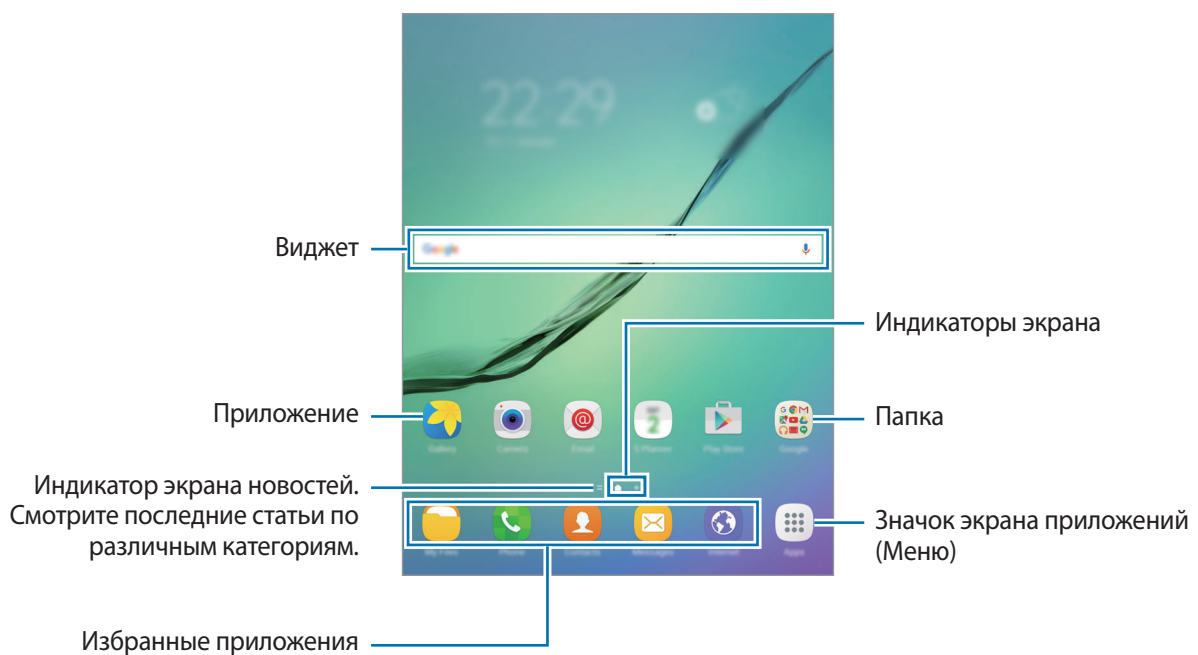 22:29
Google
Виджет
Индикаторы экрана
Приложение
Папка
Gallery
Camera
Email
2
S Planner
Play Store
Google
Индикатор экрана новостей.
Смотрите последние статьи по
различным категориям.
Значок экрана приложений
(Меню)
My Files
Phone
Contacts
Messages
Internet
Apps
Избранные приложения